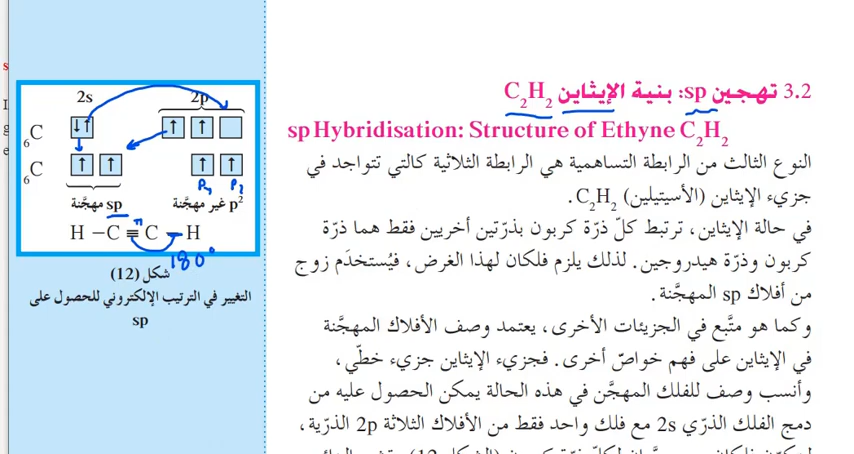 3.2 تهجين sp: بنية الإيثاين C₂H₂
sp Hybridisation: Structure of Ethyne C₂H₂
النوع الثالث من الرابطة التساهمية هي الرابطة الثلاثية كالتي تتواجد في
جزيء الإيثاين (الأسيتيلين) C₂H₂.
في حالة الإيثاين، ترتبط كلّ ذرّة كربون بذرّتين أخريين فقط هما ذرّة
كربون وذرّة هيدروجين. لذلك يلزم فلكان لهذا الغرض، فيُستخدَم زوج
من أفلاك sp المهجّنة.
وكما هو متّبع في الجزيئات الأخرى، يعتمد وصف الأفلاك المهجّنة
في الإيثاين على فهم خواصّ أخرى. فجزيء الإيثاين جزيء خطّي،
وأنسب وصف للفلك المهجّن في هذه الحالة يمكن الحصول عليه من
دمج الفلك الذرّي 2s مع فلك واحد فقط من الأفلاك الثلاثة 2p الذرّية،
2s 2p
₆C ↓↑ ↑ ↑
₆C ↑ ↑ ↑ ↑
P₂
sp مهجّنة p² غير مهجّنة
H – C ≡ C – H
π
180°
شكل (12)
التغيير في الترتيب الإلكتروني للحصول على
sp